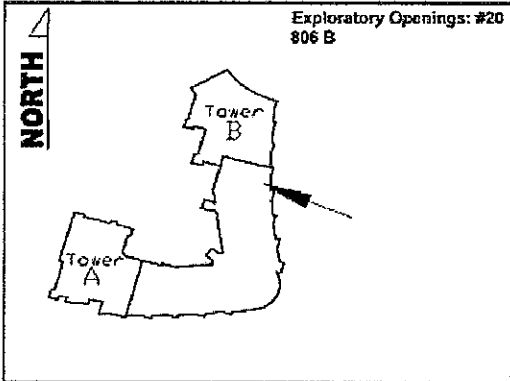 Exploratory Openings: #20
806 B
NORTH
Tower
B
Tower
A